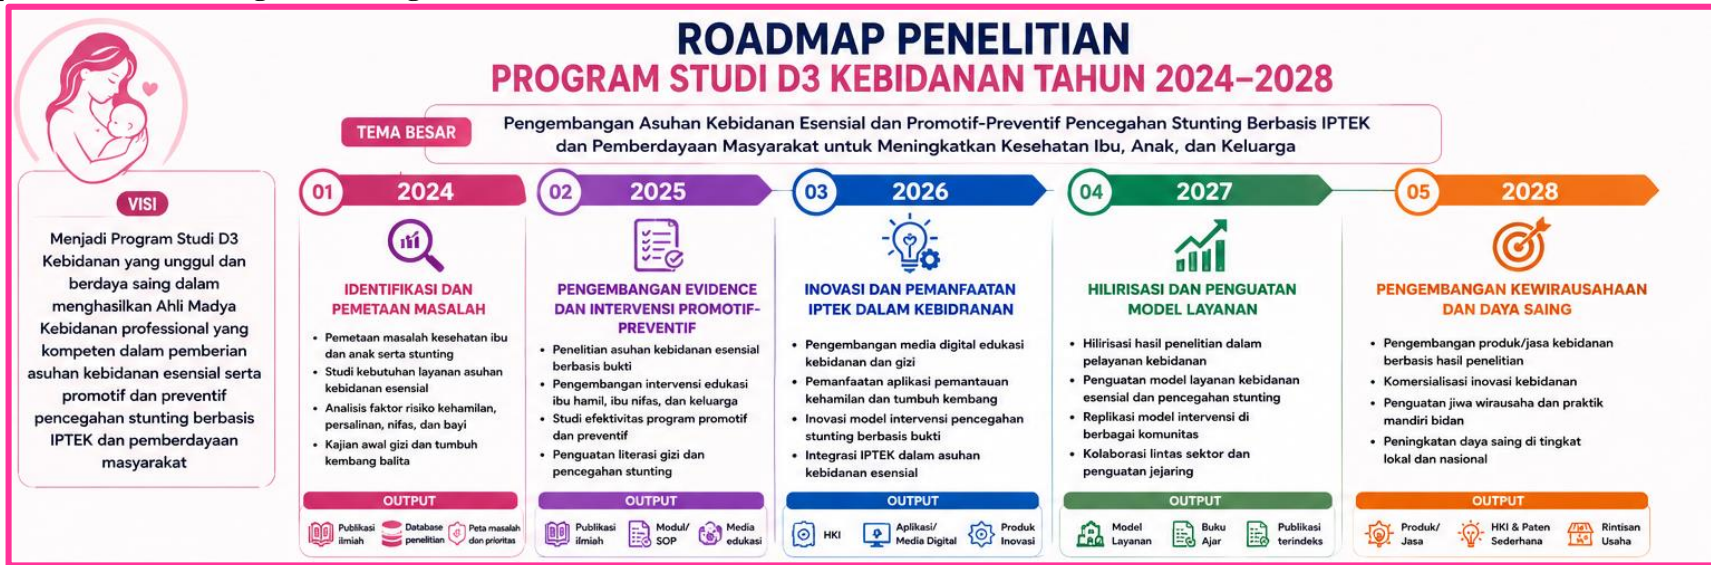 ROADMAP PENELITIAN
PROGRAM STUDI D3 KEBIDANAN TAHUN 2024–2028
TEMA BESAR
Pengembangan Asuhan Kebidanan Esensial dan Promotif-Preventif Pencegahan Stunting Berbasis IPTEK
dan Pemberdayaan Masyarakat untuk Meningkatkan Kesehatan Ibu, Anak, dan Keluarga
VISI
Menjadi Program Studi D3
Kebidanan yang unggul dan
berdaya saing dalam
menghasilkan Ahli Madya
Kebidanan professional yang
kompeten dalam pemberian
asuhan kebidanan esensial serta
promotif dan preventif
pencegahan stunting berbasis
IPTEK dan pemberdayaan
masyarakat
01 2024
IDENTIFIKASI DAN
PEMETAAN MASALAH
• Pemetaan masalah kesehatan ibu
dan anak serta stunting
• Studi kebutuhan layanan asuhan
kebidanan esensial
• Analisis faktor risiko kehamilan,
persalinan, nifas, dan bayi
• Kajian awal gizi dan tumbuh
kembang balita
OUTPUT
Publikasi
ilmiah
Database
penelitian
Peta masalah
dan prioritas
02 2025
PENGEMBANGAN EVIDENCE
DAN INTERVENSI PROMOTIF-
PREVENTIF
• Penelitian asuhan kebidanan esensial
berbasis bukti
• Pengembangan intervensi edukasi
ibu hamil, ibu nifas, dan keluarga
• Studi efektivitas program promotif
dan preventif
• Penguatan literasi gizi dan
pencegahan stunting
OUTPUT
Publikasi
ilmiah
Modul/
SOP
Media
edukasi
03 2026
INOVASI DAN PEMANFAATAN
IPTEK DALAM KEBIDRANAN
• Pengembangan media digital edukasi
kebidanan dan gizi
• Pemanfaatan aplikasi pemantauan
kehamilan dan tumbuh kembang
• Inovasi model intervensi pencegahan
stunting berbasis bukti
• Integrasi IPTEK dalam asuhan
kebidanan esensial
OUTPUT
HKI
Aplikasi/
Media Digital
Produk
Inovasi
04 2027
HILIRISASI DAN PENGUATAN
MODEL LAYANAN
• Hilirisasi hasil penelitian dalam
pelayanan kebidanan
• Penguatan model layanan kebidanan
esensial dan pencegahan stunting
• Replikasi model intervensi di
berbagai komunitas
• Kolaborasi lintas sektor dan
penguatan jejaring
OUTPUT
Model
Layanan
Buku
Ajar
Publikasi
terindeks
05 2028
PENGEMBANGAN KEWIRAUSAHAAN
DAN DAYA SAING
• Pengembangan produk/jasa kebidanan
berbasis hasil penelitian
• Komersialisasi inovasi kebidanan
• Penguatan jiwa wirausaha dan praktik
mandiri bidan
• Peningkatan daya saing di tingkat
lokal dan nasional
OUTPUT
Produk/
Jasa
HKI & Paten
Sederhana
Rintisan
Usaha